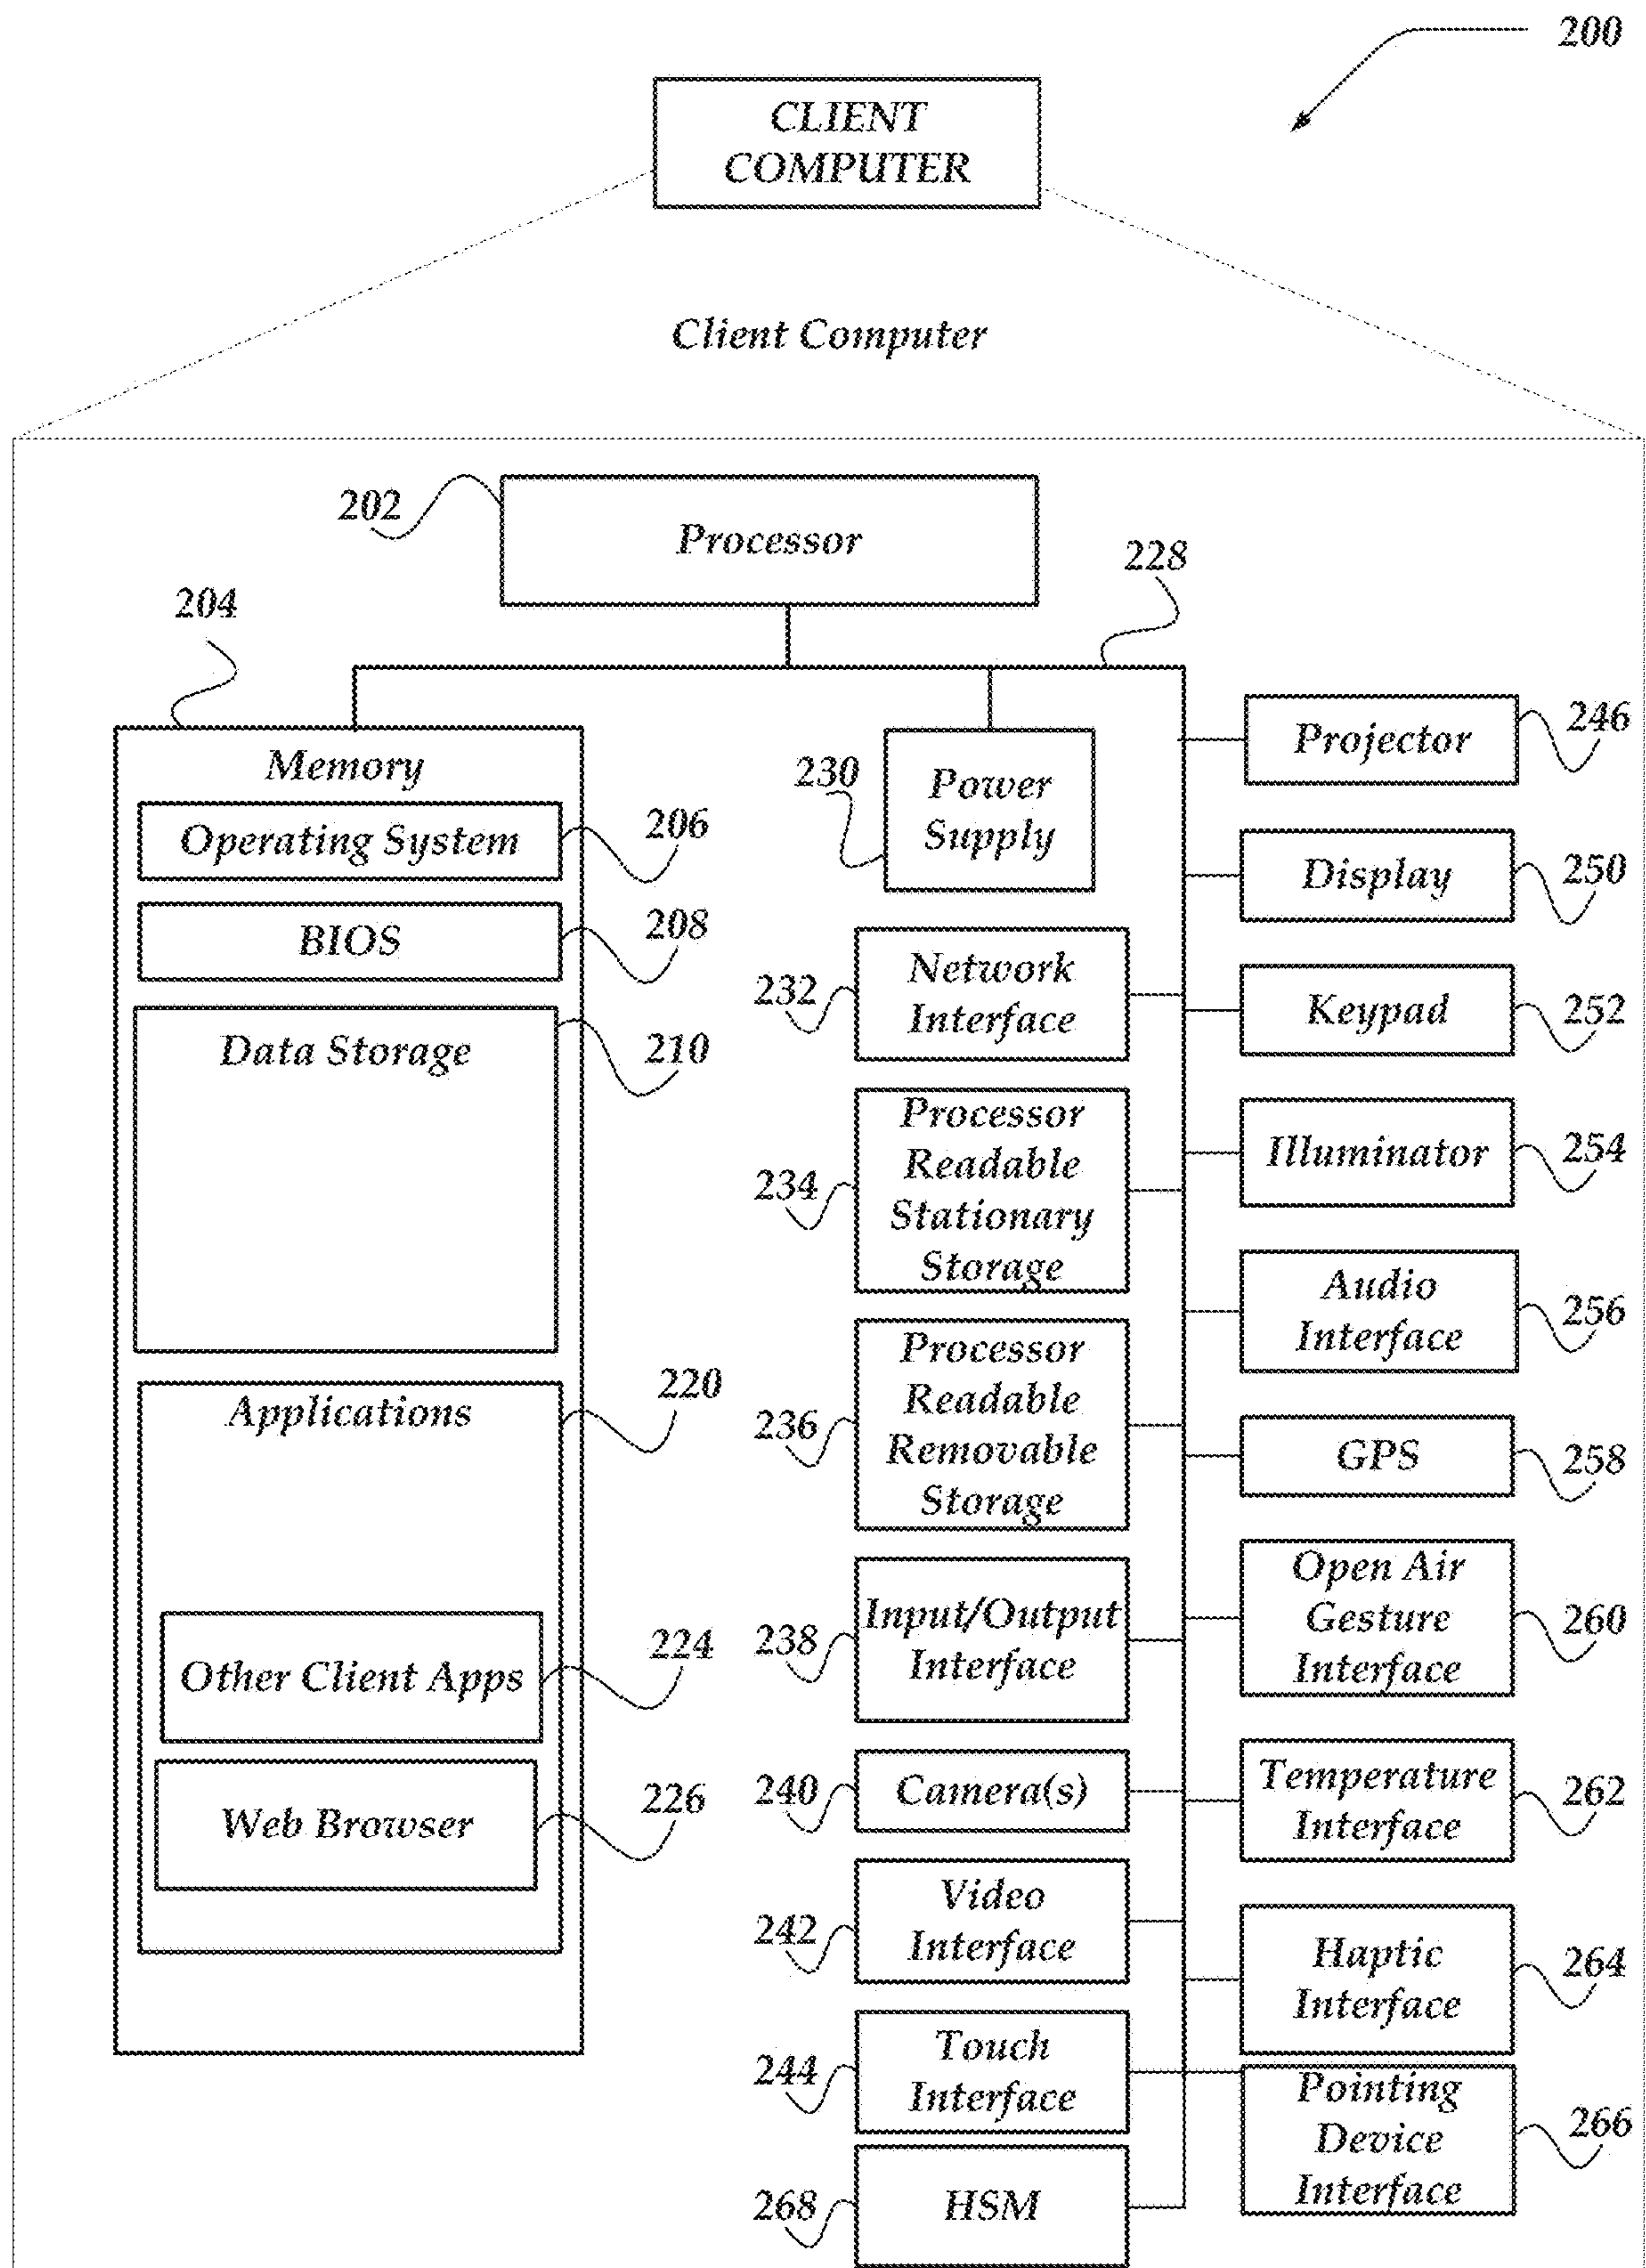 200
CLIENT
COMPUTER
Client Computer
202
Processor
228
204
Memory
Operating System
206
BIOS
208
Data Storage
210
Applications
220
Other Client Apps
224
Web Browser
226
230
Power
Supply
232
Network
Interface
234
Processor
Readable
Stationary
Storage
236
Processor
Readable
Removable
Storage
238
Input/Output
Interface
240
Camera(s)
242
Video
Interface
244
Touch
Interface
268
HSM
Projector
246
Display
250
Keypad
252
Illuminator
254
Audio
Interface
256
GPS
258
Open Air
Gesture
Interface
260
Temperature
Interface
262
Haptic
Interface
264
Pointing
Device
Interface
266